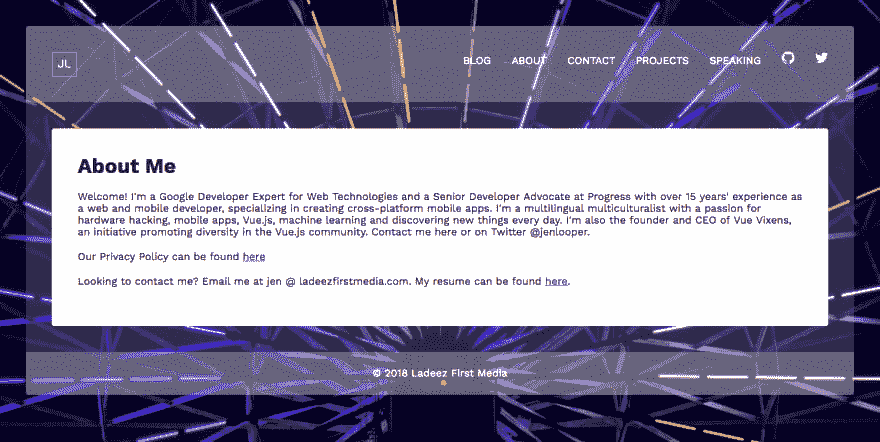 JL
BLOG ABOUT CONTACT PROJECTS SPEAKING
About Me
Welcome! I'm a Google Developer Expert for Web Technologies and a Senior Developer Advocate at Progress with over 15 years' experience as
a web and mobile developer, specializing in creating cross-platform mobile apps. I'm a multilingual multiculturalist with a passion for
hardware hacking, mobile apps, Vue.js, machine learning and discovering new things every day. I'm also the founder and CEO of Vue Vixens,
an initiative promoting diversity in the Vue.js community. Contact me here or on Twitter @jenlooper.
Our Privacy Policy can be found here
Looking to contact me? Email me at jen @ ladeezfirstmedia.com. My resume can be found here.
© 2018 Ladeez First Media